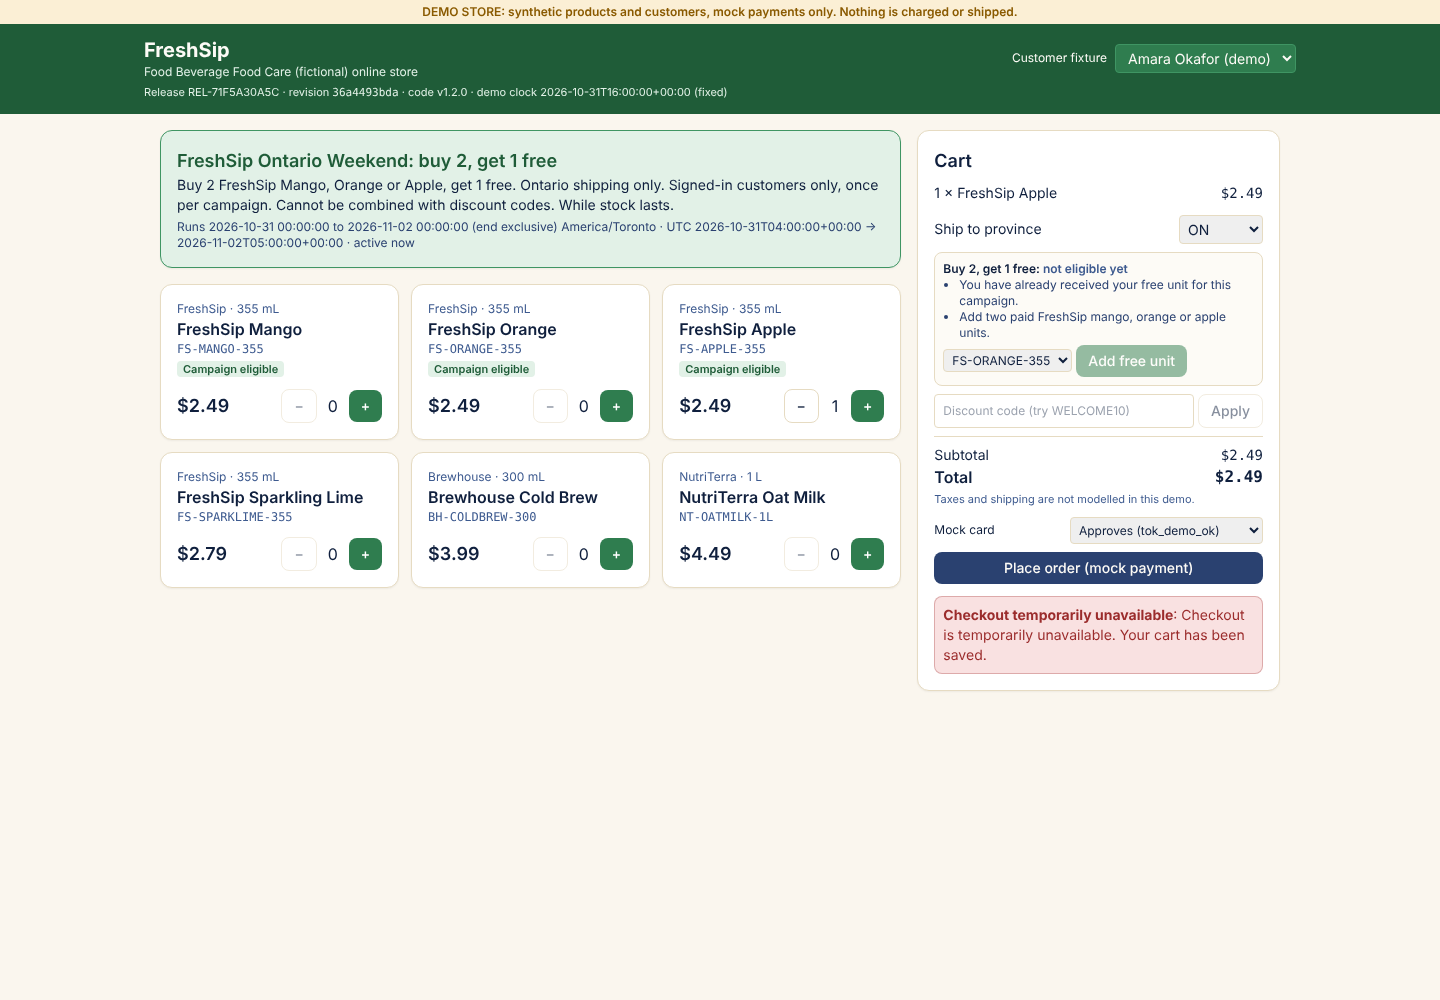 DEMO STORE: synthetic products and customers, mock payments only. Nothing is charged or shipped.
FreshSip
Food Beverage Food Care (fictional) online store
Release REL-71F5A30A5C · revision 36a4493bda · code v1.2.0 · demo clock 2026-10-31T16:00:00+00:00 (fixed)
Customer fixture
Amara Okafor (demo)
FreshSip Ontario Weekend: buy 2, get 1 free
Buy 2 FreshSip Mango, Orange or Apple, get 1 free. Ontario shipping only. Signed-in customers only, once
per campaign. Cannot be combined with discount codes. While stock lasts.
Runs 2026-10-31 00:00:00 to 2026-11-02 00:00:00 (end exclusive) America/Toronto · UTC 2026-10-31T04:00:00+00:00 →
2026-11-02T05:00:00+00:00 · active now
FreshSip · 355 mL
FreshSip Mango
FS-MANGO-355
Campaign eligible
$2.49
− 0 +
FreshSip · 355 mL
FreshSip Orange
FS-ORANGE-355
Campaign eligible
$2.49
− 0 +
FreshSip · 355 mL
FreshSip Apple
FS-APPLE-355
Campaign eligible
$2.49
− 1 +
FreshSip · 355 mL
FreshSip Sparkling Lime
FS-SPARKLIME-355
$2.79
− 0 +
Brewhouse · 300 mL
Brewhouse Cold Brew
BH-COLDBREW-300
$3.99
− 0 +
NutriTerra · 1 L
NutriTerra Oat Milk
NT-OATMILK-1L
$4.49
− 0 +
Cart
1 × FreshSip Apple $2.49
Ship to province ON
Buy 2, get 1 free: not eligible yet
• You have already received your free unit for this
campaign.
• Add two paid FreshSip mango, orange or apple
units.
FS-ORANGE-355 Add free unit
Discount code (try WELCOME10) Apply
Subtotal $2.49
Total $2.49
Taxes and shipping are not modelled in this demo.
Mock card Approves (tok_demo_ok)
Place order (mock payment)
Checkout temporarily unavailable: Checkout
is temporarily unavailable. Your cart has been
saved.